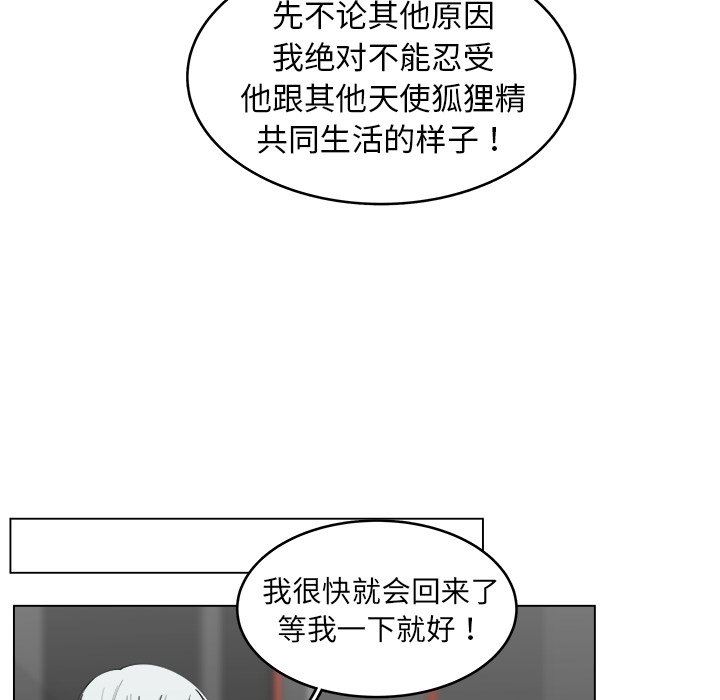 先不论其他原因
我绝对不能忍受
他跟其他天使狐狸精
共同生活的样子！
我很快就会回来了
等我一下就好！